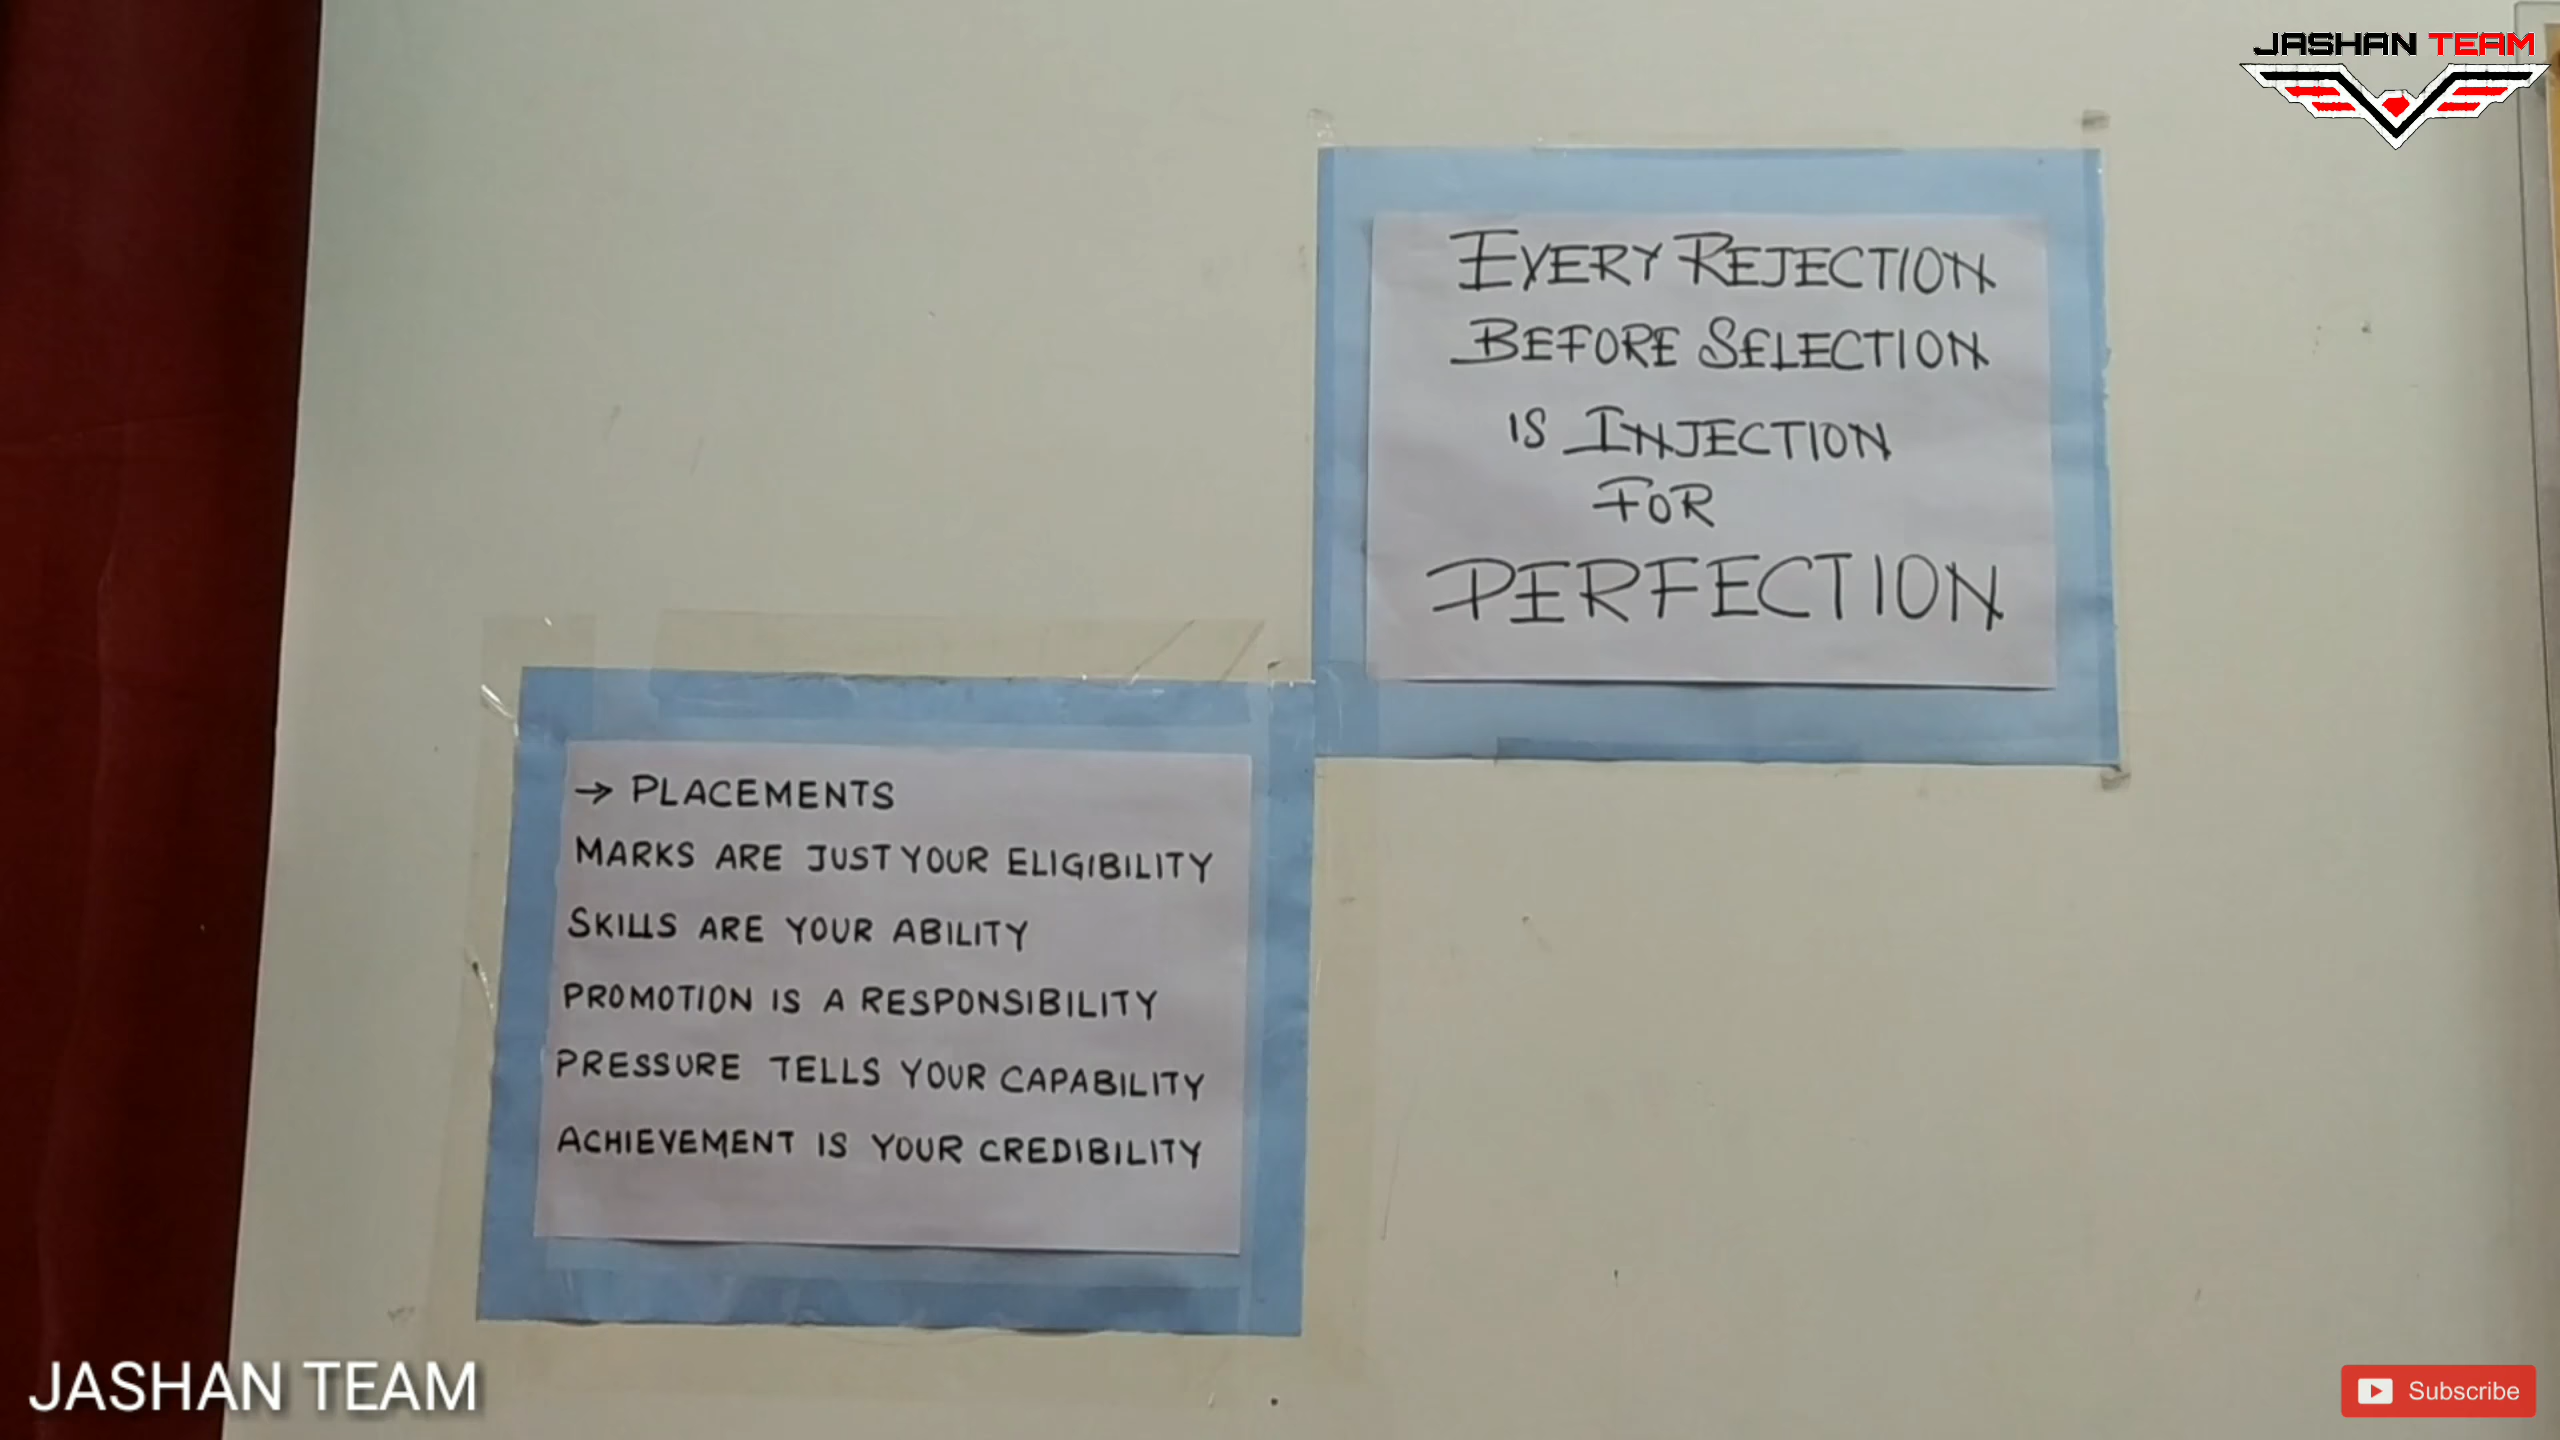 JASHAN TEAM
EVERY REJECTION
BEFORE SELECTION
IS INJECTION
FOR
PERFECTION
→ PLACEMENTS
MARKS ARE JUST YOUR ELIGIBILITY
SKILLS ARE YOUR ABILITY
PROMOTION IS A RESPONSIBILITY
PRESSURE TELLS YOUR CAPABILITY
ACHIEVEMENT IS YOUR CREDIBILITY
JASHAN TEAM
Subscribe